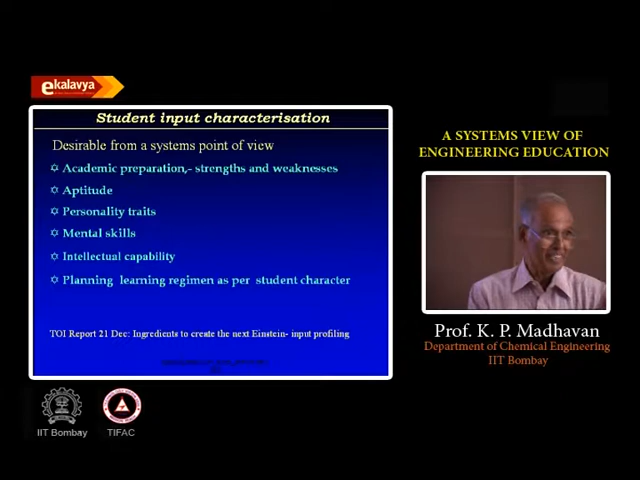 ekalavya
Student input characterisation
Desirable from a systems point of view
Academic preparation,- strengths and weaknesses
Aptitude
Personality traits
Mental skills
Intellectual capability
Planning learning regimen as per student character
TOI Report 21 Dec: Ingredients to create the next Einstein- input profiling
A SYSTEMS VIEW OF
ENGINEERING EDUCATION
Prof. K. P. Madhavan
Department of Chemical Engineering
IIT Bombay
IIT Bombay
TIFAC